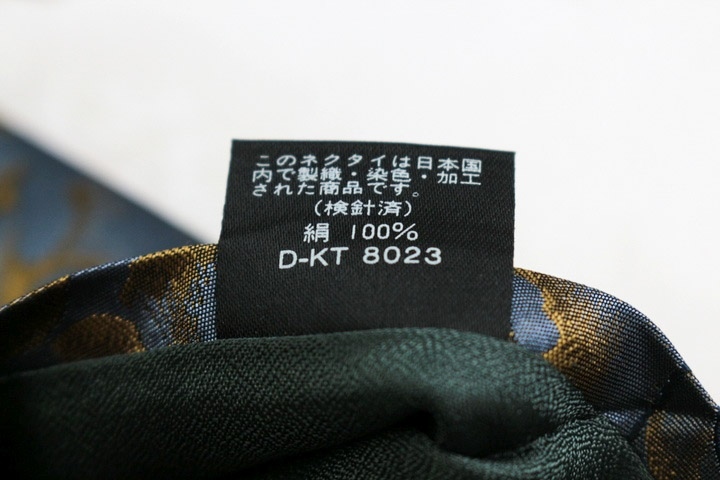 このネクタイは日本国
内で製織・染色・加工
された商品です。
（検針済）
絹 100%
D-KT 8023